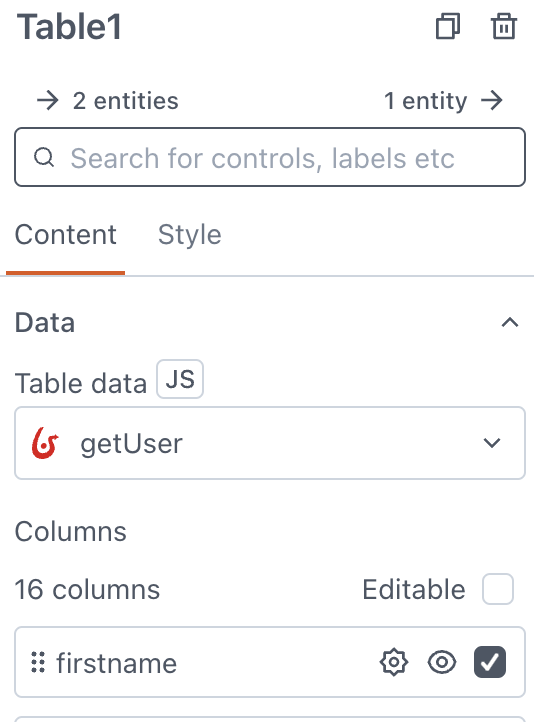 Table1
2 entities
1 entity
Search for controls, labels etc
Content Style
Data
Table data JS
getUser
Columns
16 columns Editable
firstname